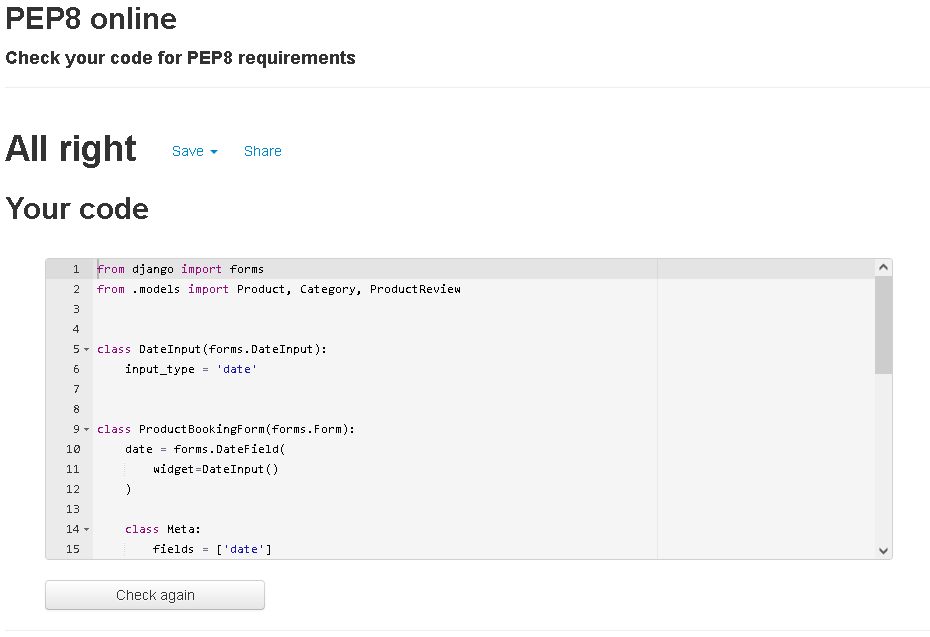 PEP8 online
Check your code for PEP8 requirements
All right Save Share
Your code
1 from django import forms
2 from .models import Product, Category, ProductReview
3
4
5 class DateInput(forms.DateInput):
6     input_type = 'date'
7
8
9 class ProductBookingForm(forms.Form):
10     date = forms.DateField(
11         widget=DateInput()
12     )
13
14     class Meta:
15         fields = ['date']
Check again